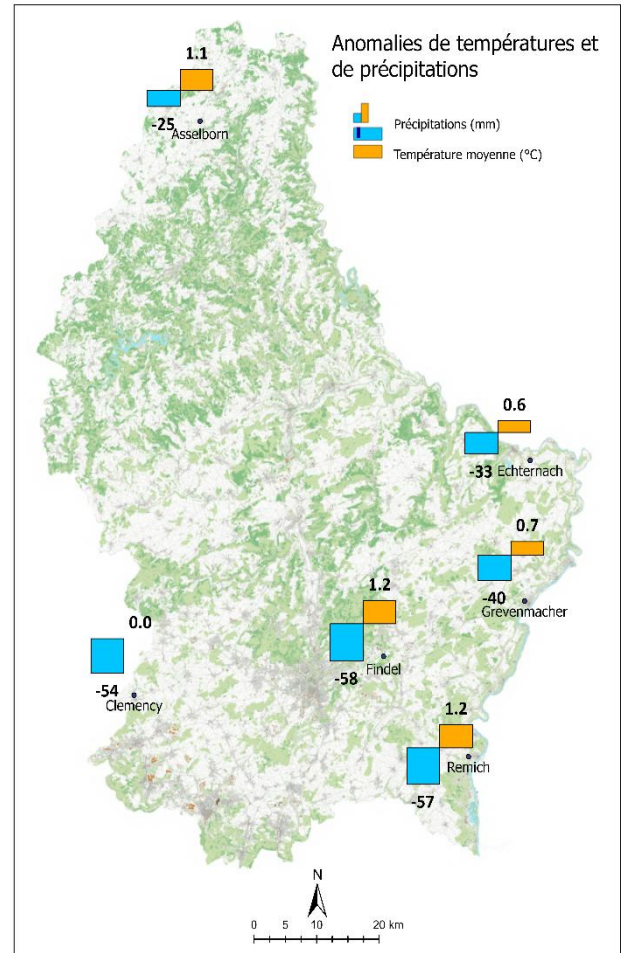 Anomalies de températures et
de précipitations
Précipitations (mm)
Température moyenne (°C)
1.1
-25
Asselborn
0.6
-33
Echternach
0.7
-40
Grevenmacher
1.2
-58
Findel
0.0
-54
Clemency
1.2
-57
Remich
N
0 5 10 20 km